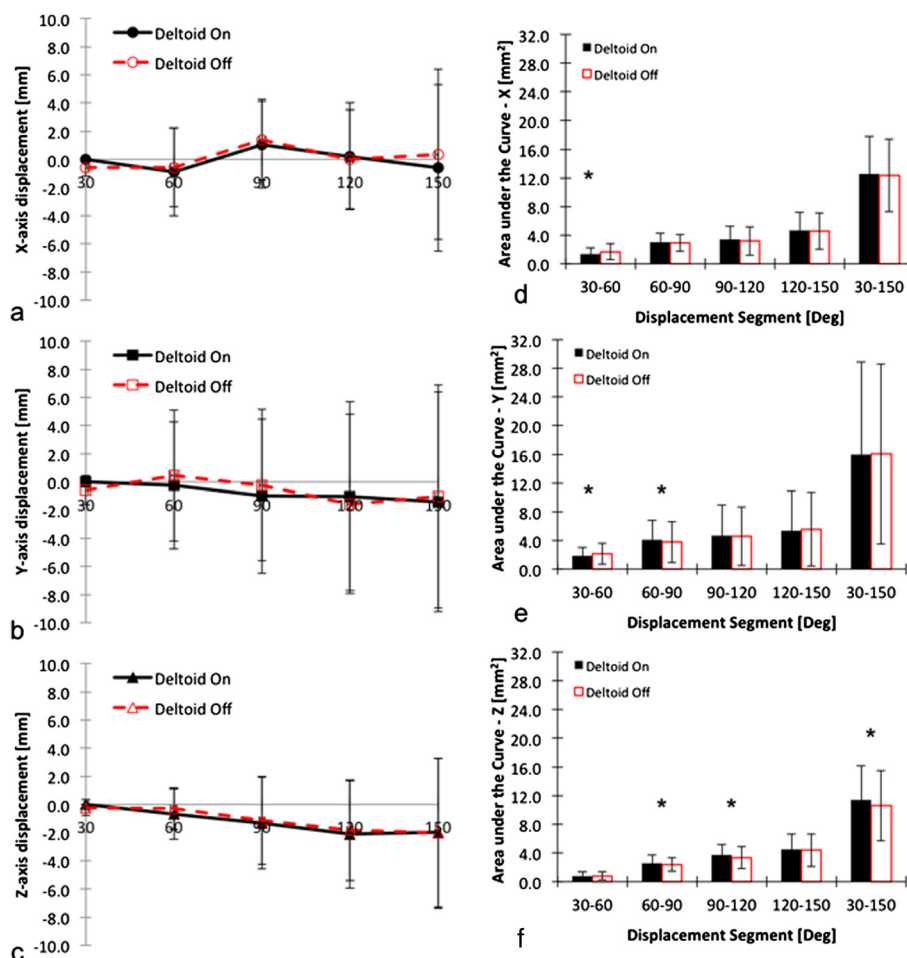 10.0
8.0
6.0
4.0
2.0
0.0
-2.0
-4.0
-6.0
-8.0
-10.0
X-axis displacement [mm]
Deltoid On
Deltoid Off
30 60 90 120 150
a
32.0
28.0
24.0
20.0
16.0
12.0
8.0
4.0
0.0
Area under the Curve - X [mm²]
Deltoid On
Deltoid Off
*
30-60 60-90 90-120 120-150 30-150
Displacement Segment [Deg]
d
10.0
8.0
6.0
4.0
2.0
0.0
-2.0
-4.0
-6.0
-8.0
-10.0
Y-axis displacement [mm]
Deltoid On
Deltoid Off
30 60 90 120 150
b
32.0
28.0
24.0
20.0
16.0
12.0
8.0
4.0
0.0
Area under the Curve - Y [mm²]
Deltoid On
Deltoid Off
* *
30-60 60-90 90-120 120-150 30-150
Displacement Segment [Deg]
e
10.0
8.0
6.0
4.0
2.0
0.0
-2.0
-4.0
-6.0
-8.0
-10.0
Z-axis displacement [mm]
Deltoid On
Deltoid Off
30 60 90 120 150
c
32.0
28.0
24.0
20.0
16.0
12.0
8.0
4.0
0.0
Area under the Curve - Z [mm²]
Deltoid On
Deltoid Off
* * *
30-60 60-90 90-120 120-150 30-150
Displacement Segment [Deg]
f